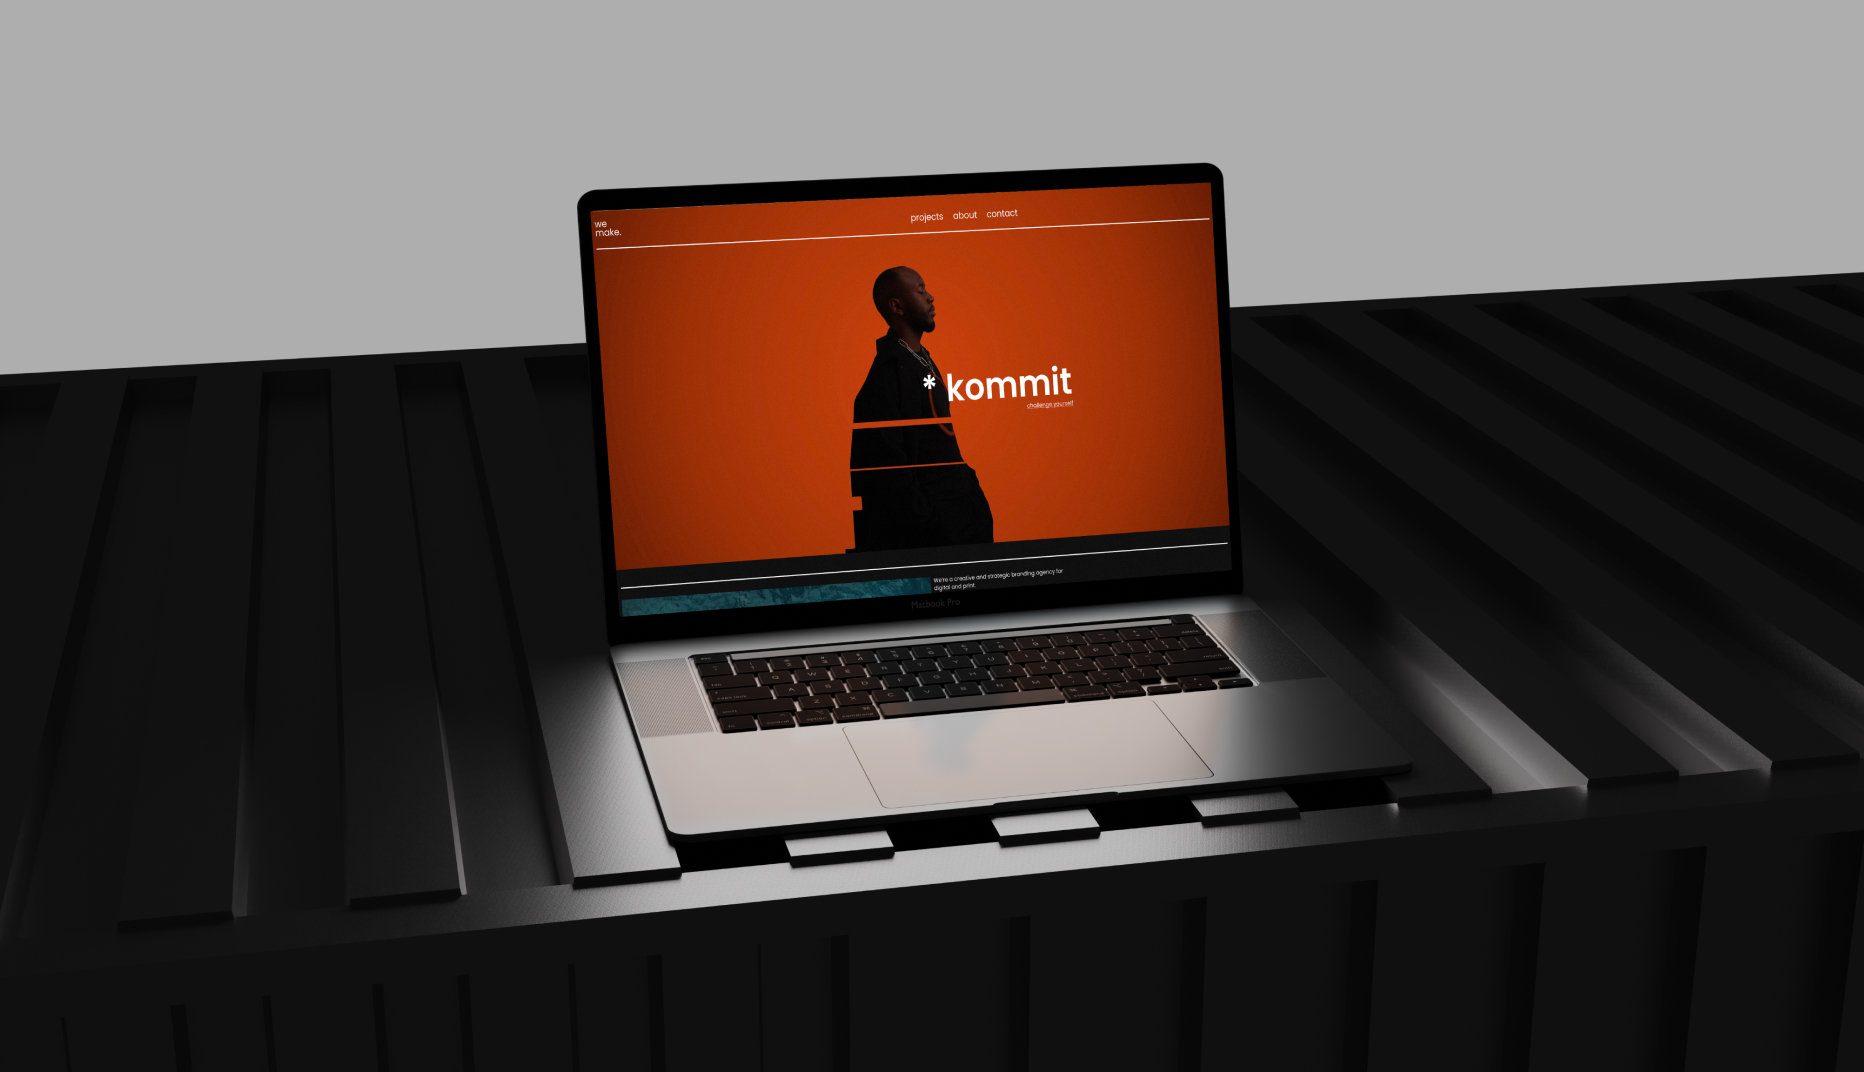 we
make.
projects about contact
* kommit
challenge yourself
We're a creative and strategic branding agency for
digital and print.
Macbook Pro